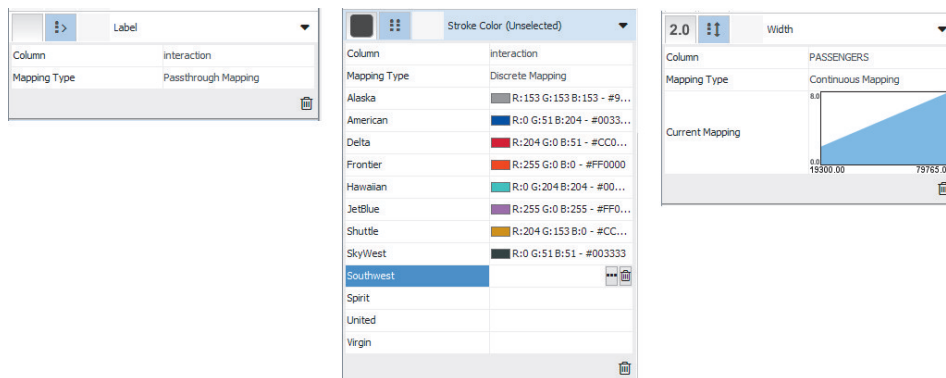 Label
Column interaction
Mapping Type Passthrough Mapping
Stroke Color (Unselected)
Column interaction
Mapping Type Discrete Mapping
Alaska R:153 G:153 B:153 - #9...
American R:0 G:51 B:204 - #0033...
Delta R:204 G:0 B:51 - #CC0...
Frontier R:255 G:0 B:0 - #FF0000
Hawaiian R:0 G:204 B:204 - #00...
JetBlue R:255 G:0 B:255 - #FF0...
Shuttle R:204 G:153 B:0 - #CC...
SkyWest R:0 G:51 B:51 - #003333
Southwest
Spirit
United
Virgin
2.0 Width
Column PASSENGERS
Mapping Type Continuous Mapping
8.0
Current Mapping
0.0
19300.00 79765.0